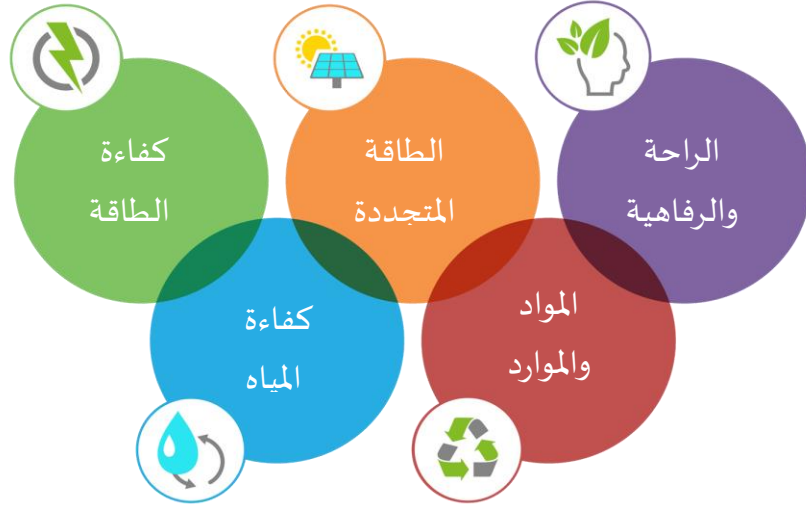 الراحة
والرفاهية
الطاقة
المتجددة
كفاءة
الطاقة
المواد
والموارد
كفاءة
المياه